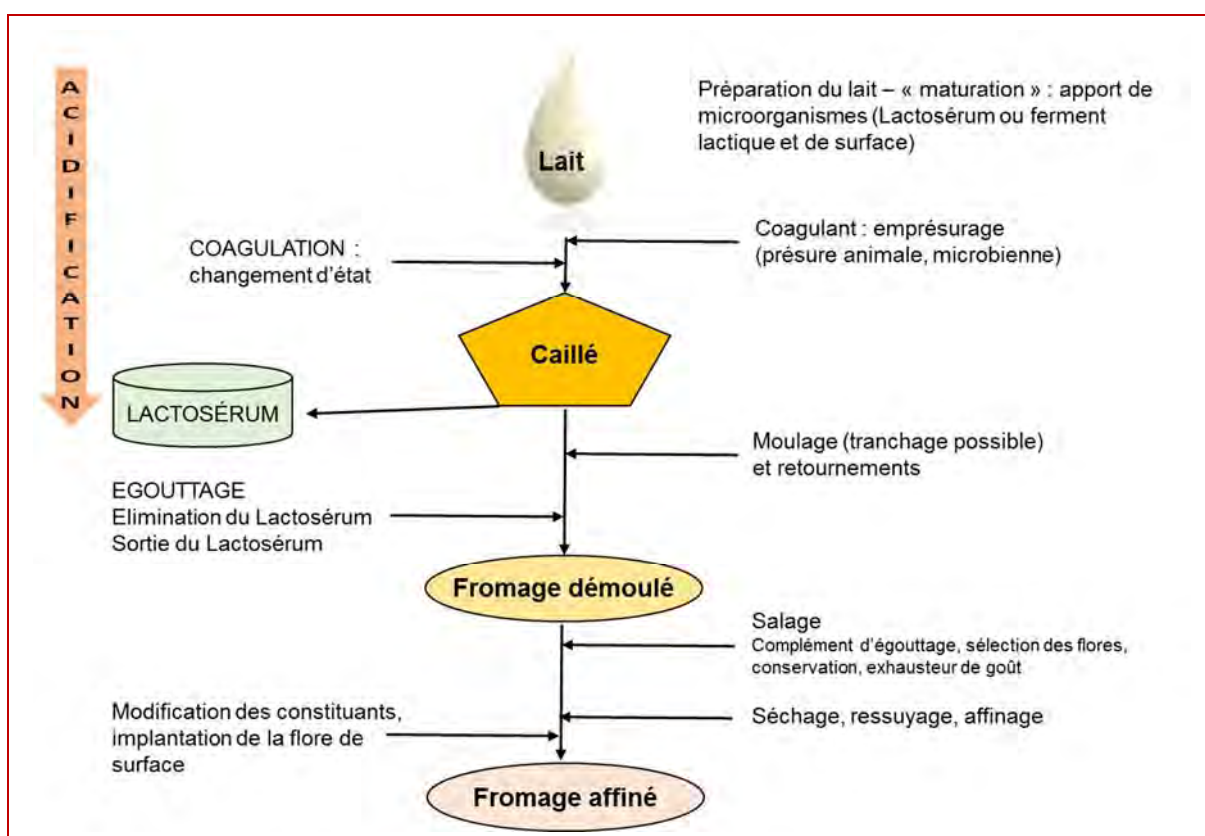 ACIDIFICATION
Préparation du lait – « maturation » : apport de
microorganismes (Lactosérum ou ferment
lactique et de surface)
Lait
Coagulant : emprésurage
(présure animale, microbienne)
COAGULATION :
changement d'état
Caillé
LACTOSÉRUM
Moulage (tranchage possible)
et retournements
EGOUTTAGE
Elimination du Lactosérum
Sortie du Lactosérum
Fromage démoulé
Salage
Complément d'égouttage, sélection des flores,
conservation, exhausteur de goût
Modification des constituants,
implantation de la flore de
surface
Séchage, ressuyage, affinage
Fromage affiné